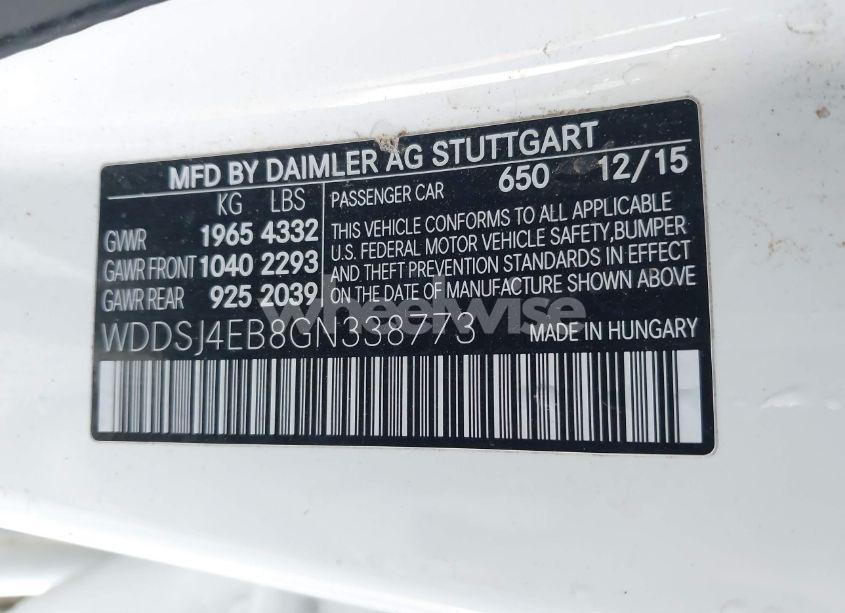 MFD BY DAIMLER AG STUTTGART
KG LBS PASSENGER CAR 650 12/15
GWWR 1965 4332
GAWR FRONT 1040 2293
GAWR REAR 925 2039
THIS VEHICLE CONFORMS TO ALL APPLICABLE
U.S. FEDERAL MOTOR VEHICLE SAFETY, BUMPER
AND THEFT PREVENTION STANDARDS IN EFFECT
ON THE DATE OF MANUFACTURE SHOWN ABOVE
wheelwise
WDDSJ4EB8GN338773 MADE IN HUNGARY